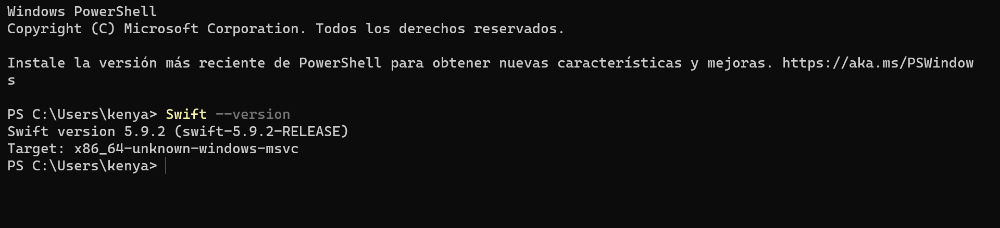 Windows PowerShell
Copyright (C) Microsoft Corporation. Todos los derechos reservados.
Instale la versión más reciente de PowerShell para obtener nuevas características y mejoras. https://aka.ms/PSWindow
s
PS C:\Users\kenya> Swift --version
Swift version 5.9.2 (swift-5.9.2-RELEASE)
Target: x86_64-unknown-windows-msvc
PS C:\Users\kenya>